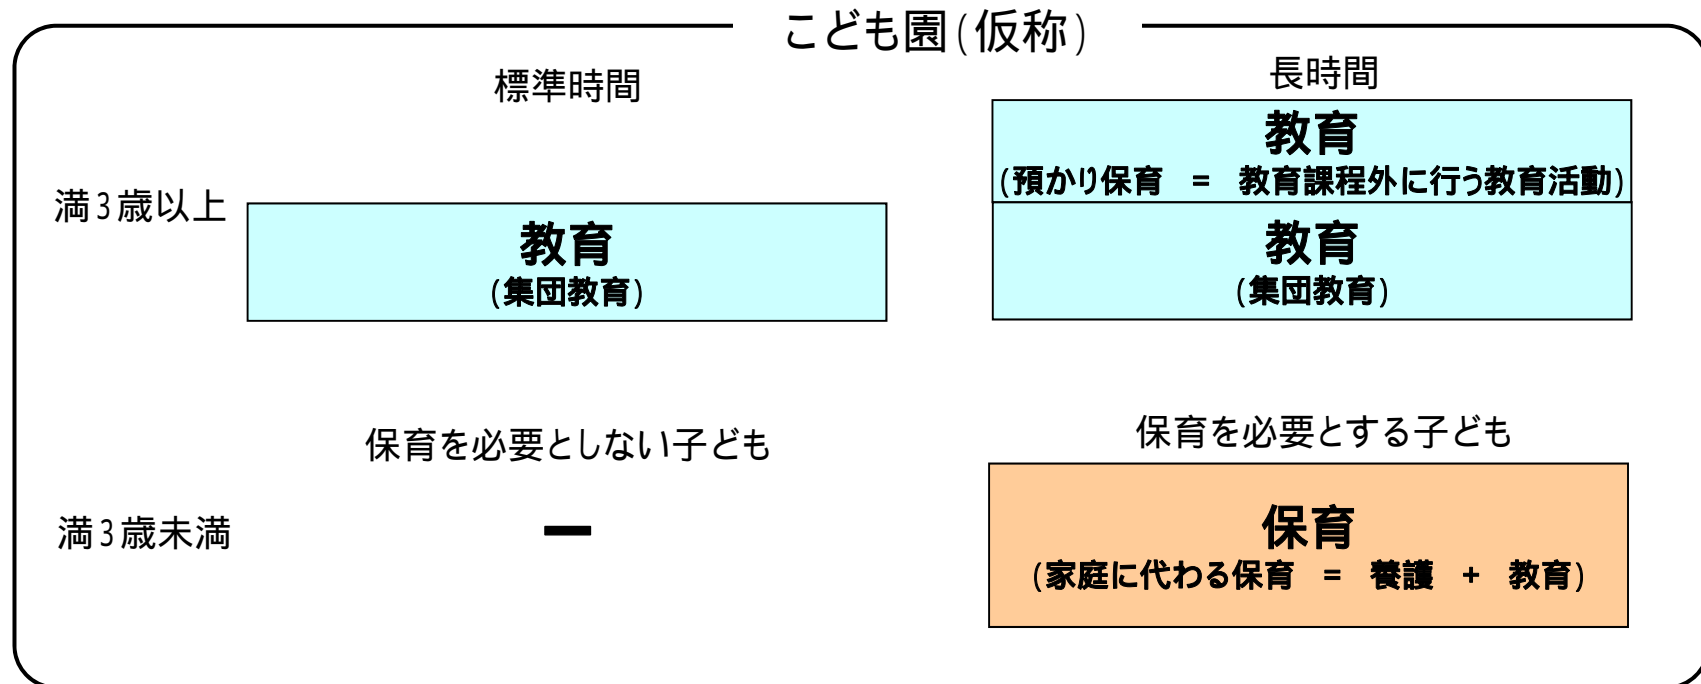 こども園(仮称)
標準時間
長時間
満3歳以上
教育
(集団教育)
教育
(預かり保育 = 教育課程外に行う教育活動)
教育
(集団教育)
保育を必要としない子ども
保育を必要とする子ども
満3歳未満
ー
保育
(家庭に代わる保育 = 養護 + 教育)